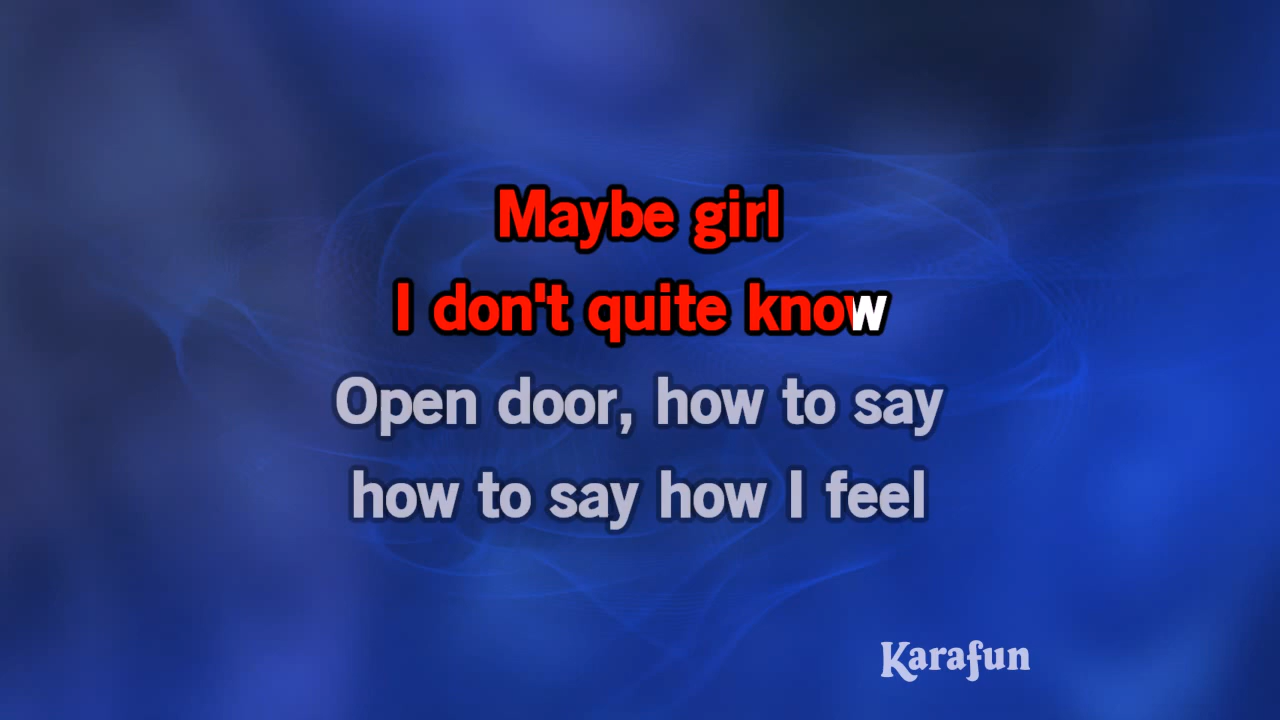 Maybe girl
I don't quite know
Open door, how to say
how to say how I feel
Karafun